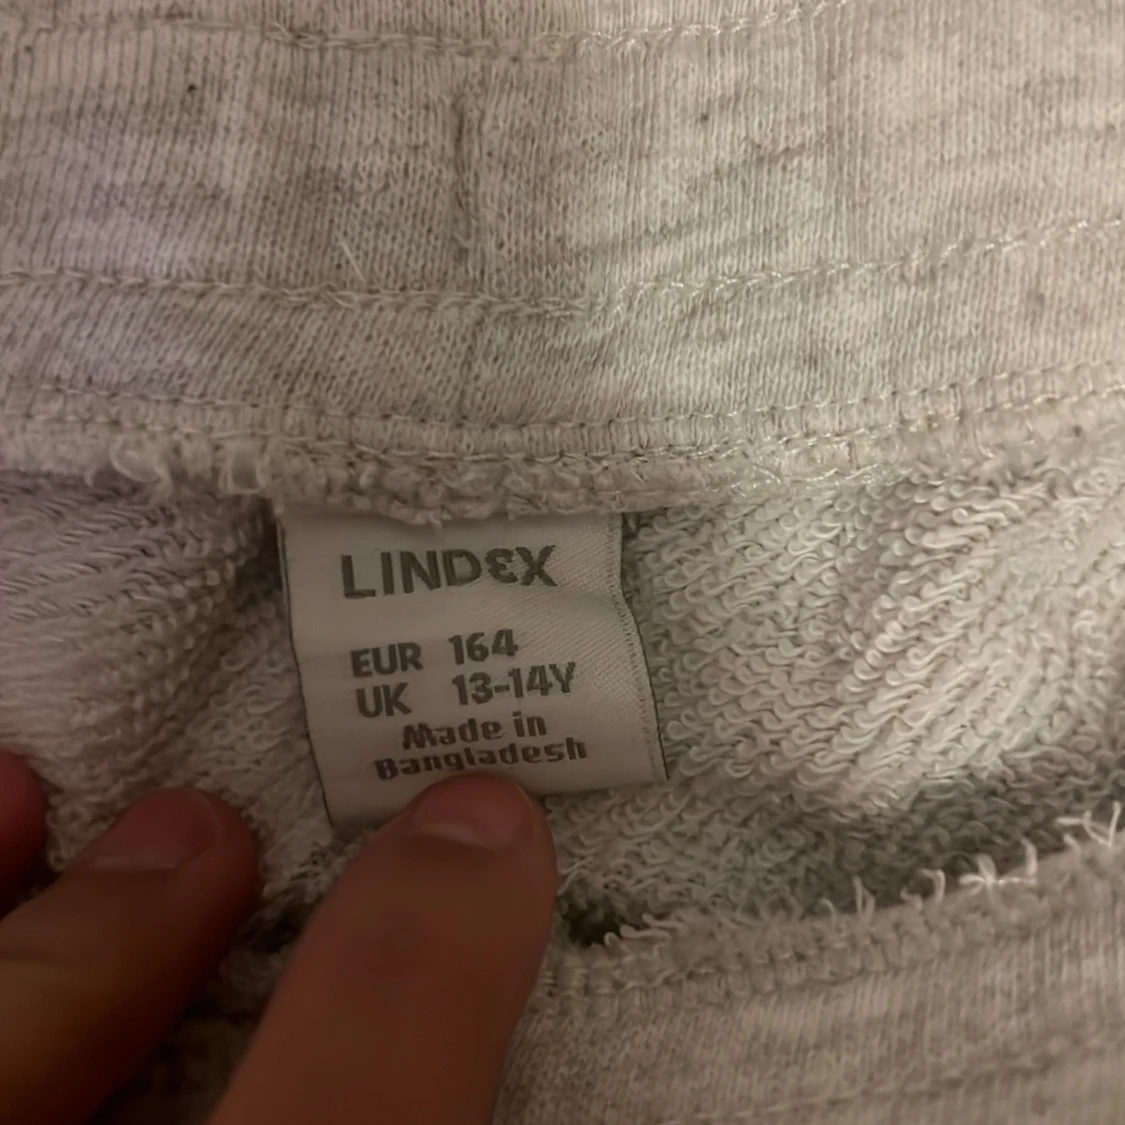 LINDEX
EUR 164
UK 13-14Y
Made in
Bangladesh